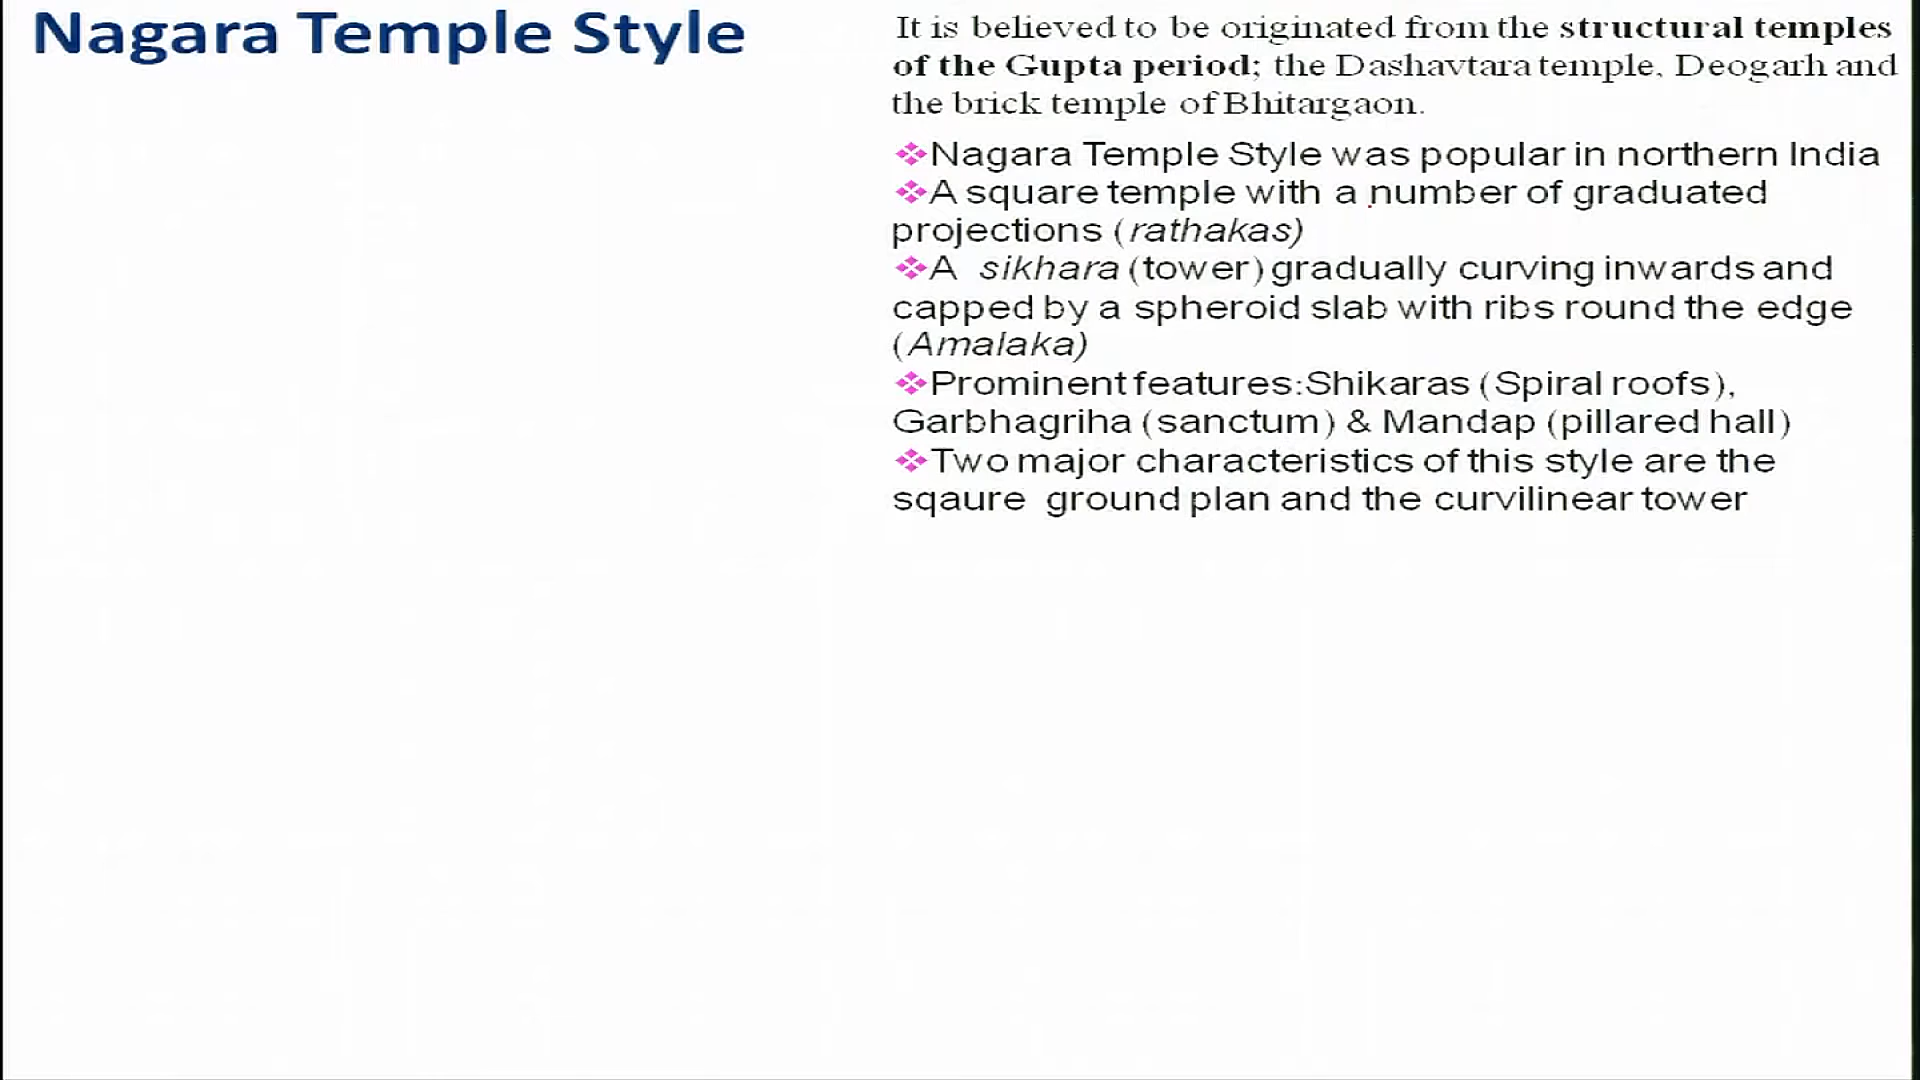 Nagara Temple Style
It is believed to be originated from the structural temples
of the Gupta period; the Dashavtara temple, Deogarh and
the brick temple of Bhitargaon.
❖Nagara Temple Style was popular in northern India
❖A square temple with a number of graduated
projections (rathakas)
❖A sikhara (tower) gradually curving inwards and
capped by a spheroid slab with ribs round the edge
(Amalaka)
❖Prominent features:Shikaras (Spiral roofs),
Garbhagriha (sanctum) & Mandap (pillared hall)
❖Two major characteristics of this style are the
sqaure ground plan and the curvilinear tower